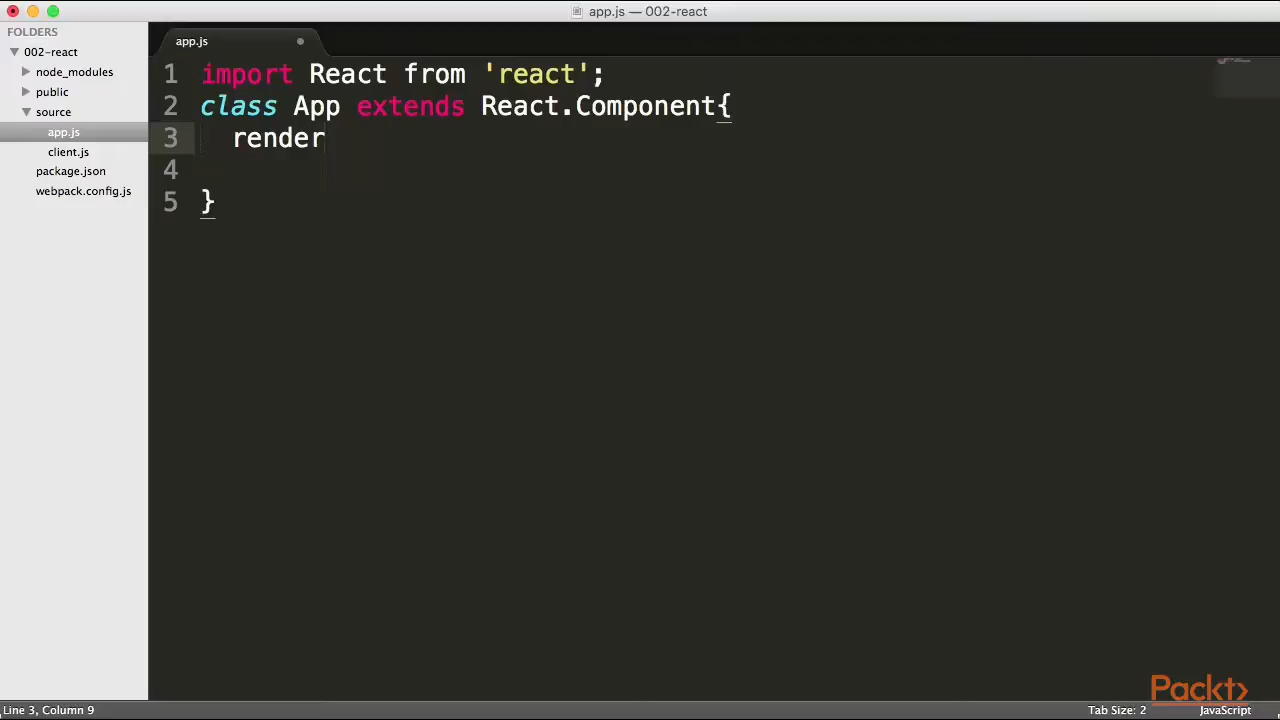 app.js — 002-react
FOLDERS
002-react
node_modules
public
source
app.js
client.js
package.json
webpack.config.js
app.js
1 import React from 'react';
2 class App extends React.Component{
3 render
4
5 }
Packt>
Line 3, Column 9
Tab Size: 2
JavaScript